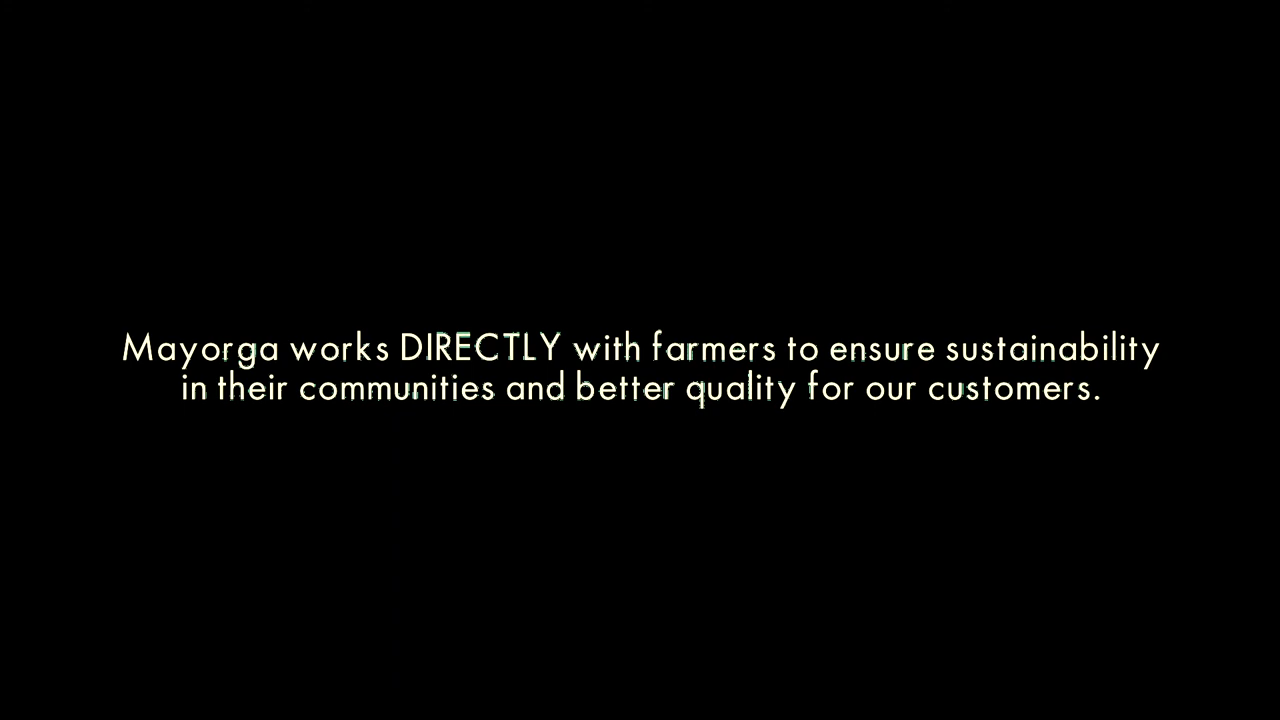 Mayorga works DIRECTLY with farmers to ensure sustainability
in their communities and better quality for our customers.